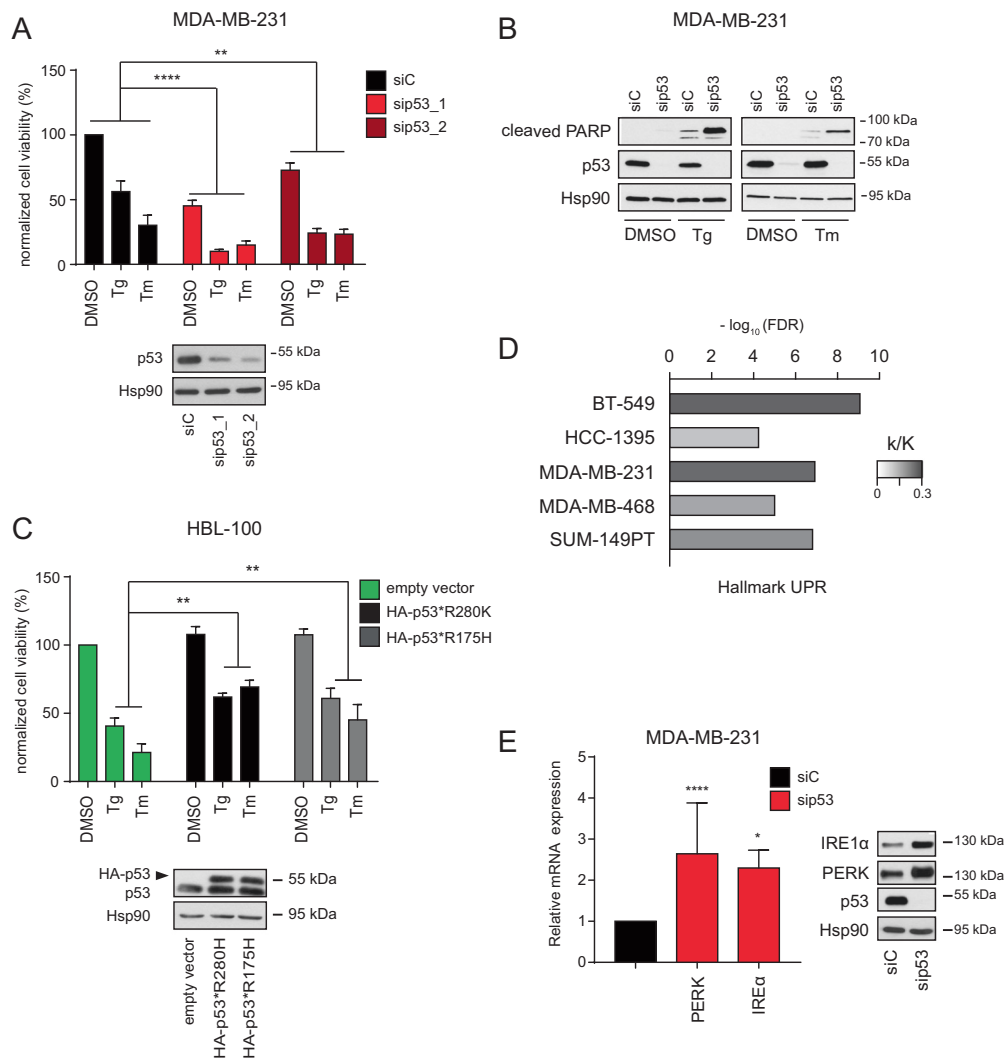 A
MDA-MB-231
normalized cell viability (%)
150
100
50
0
**
****
siC
sip53_1
sip53_2
DMSO
Tg
Tm
DMSO
Tg
Tm
DMSO
Tg
Tm
p53
-55 kDa
Hsp90
-95 kDa
siC
sip53_1
sip53_2
B
MDA-MB-231
siC
sip53
siC
sip53
siC
sip53
siC
sip53
cleaved PARP
-100 kDa
-70 kDa
p53
-55 kDa
Hsp90
-95 kDa
DMSO
Tg
DMSO
Tm
C
HBL-100
normalized cell viability (%)
150
100
50
0
**
**
empty vector
HA-p53*R280K
HA-p53*R175H
DMSO
Tg
Tm
DMSO
Tg
Tm
DMSO
Tg
Tm
HA-p53
p53
– 55 kDa
Hsp90
– 95 kDa
empty vector
HA-p53*R280H
HA-p53*R175H
D
- log10 (FDR)
0 2 4 6 8 10
BT-549
HCC-1395
MDA-MB-231
MDA-MB-468
SUM-149PT
k/K
0 0.3
Hallmark UPR
E
MDA-MB-231
Relative mRNA expression
5
4
3
2
1
0
****
*
siC
sip53
PERK
IREα
IRE1α
–130 kDa
PERK
–130 kDa
p53
–55 kDa
Hsp90
–95 kDa
siC
sip53